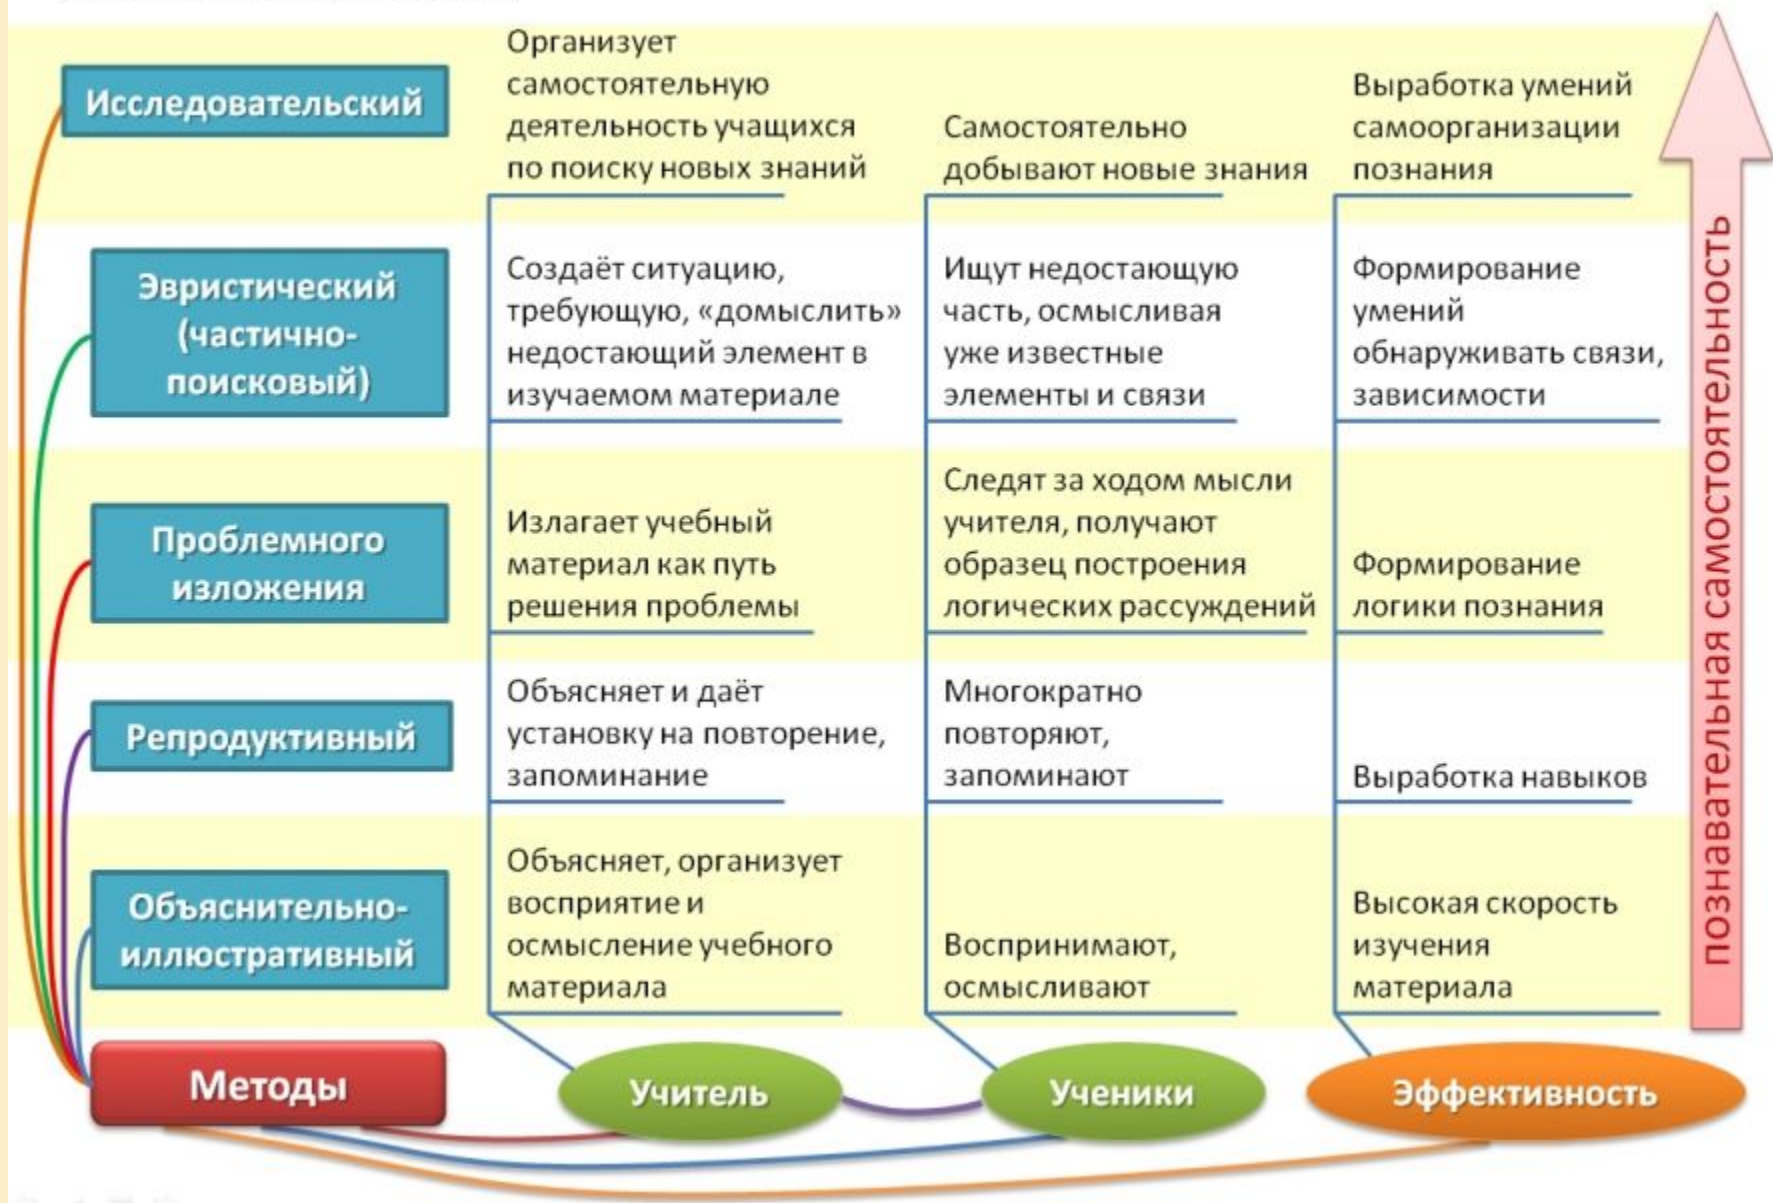 Исследовательский
Организует
самостоятельную
деятельность учащихся
по поиску новых знаний
Самостоятельно
добывают новые знания
Выработка умений
самоорганизации
познания
Эвристический
(частично-
поисковый)
Создаёт ситуацию,
требующую, «домыслить»
недостающий элемент в
изучаемом материале
Ищут недостающую
часть, осмысливая
уже известные
элементы и связи
Формирование
умений
обнаруживать связи,
зависимости
Проблемного
изложения
Излагает учебный
материал как путь
решения проблемы
Следят за ходом мысли
учителя, получают
образец построения
логических рассуждений
Формирование
логики познания
Репродуктивный
Объясняет и даёт
установку на повторение,
запоминание
Многократно
повторяют,
запоминают
Выработка навыков
Объяснительно-
иллюстративный
Объясняет, организует
восприятие и
осмысление учебного
материала
Воспринимают,
осмысливают
Высокая скорость
изучения
материала
Методы
Учитель
Ученики
Эффективность
познавательная самостоятельность